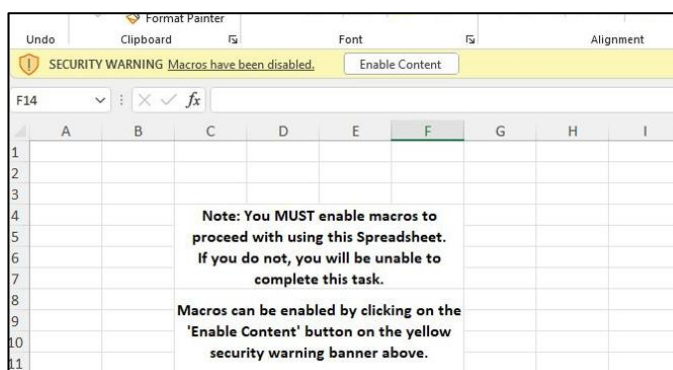 Format Painter
Undo Clipboard Font Alignment
SECURITY WARNING Macros have been disabled. Enable Content
F14 fx
A B C D E F G H I
1
2
3
4 Note: You MUST enable macros to
5 proceed with using this Spreadsheet.
6 If you do not, you will be unable to
7 complete this task.
8
9 Macros can be enabled by clicking on the
10 'Enable Content' button on the yellow
11 security warning banner above.